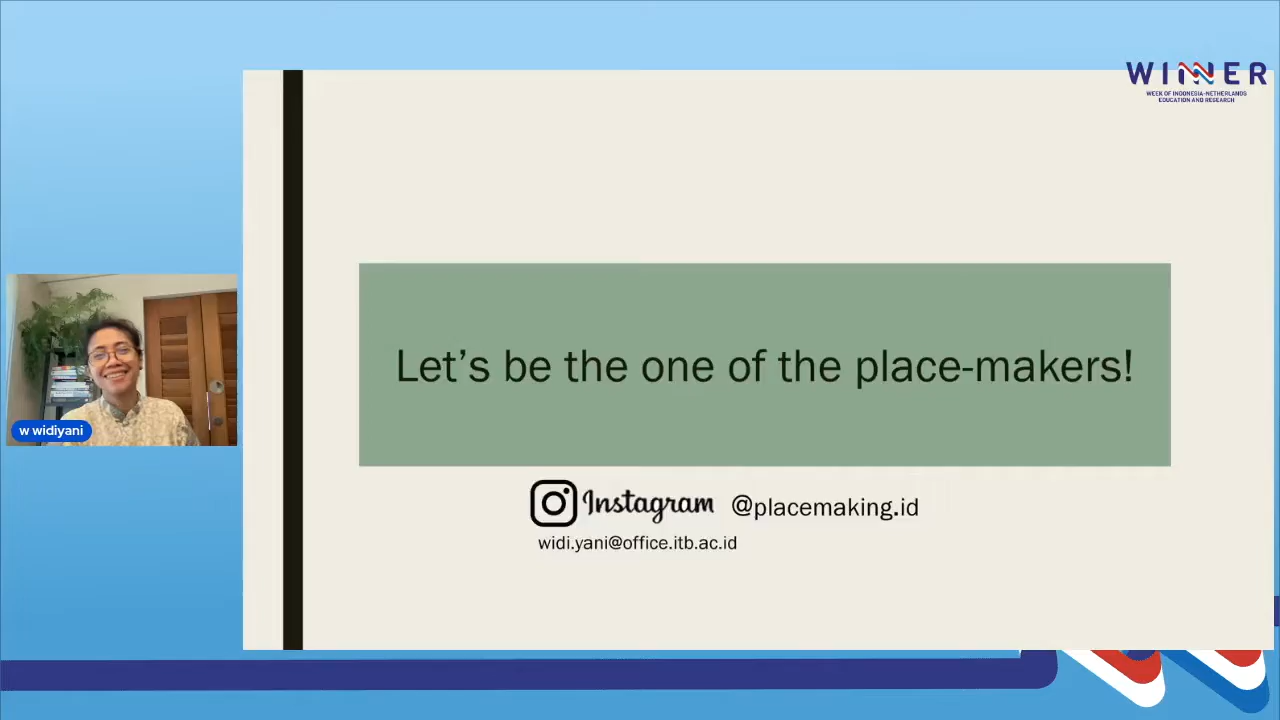 WINNER
WEEK OF INDONESIA-NETHERLANDS
EDUCATION AND RESEARCH
Let's be the one of the place-makers!
w widiyani
Instagram @placemaking.id
widi.yani@office.itb.ac.id